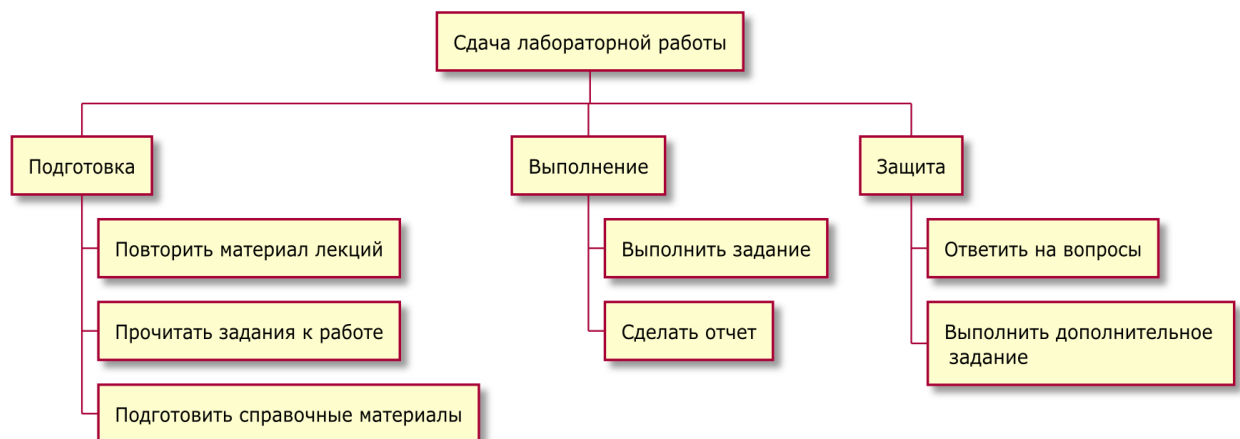 Сдача лабораторной работы
Подготовка
Выполнение
Защита
Повторить материал лекций
Выполнить задание
Ответить на вопросы
Прочитать задания к работе
Сделать отчет
Выполнить дополнительное
задание
Подготовить справочные материалы